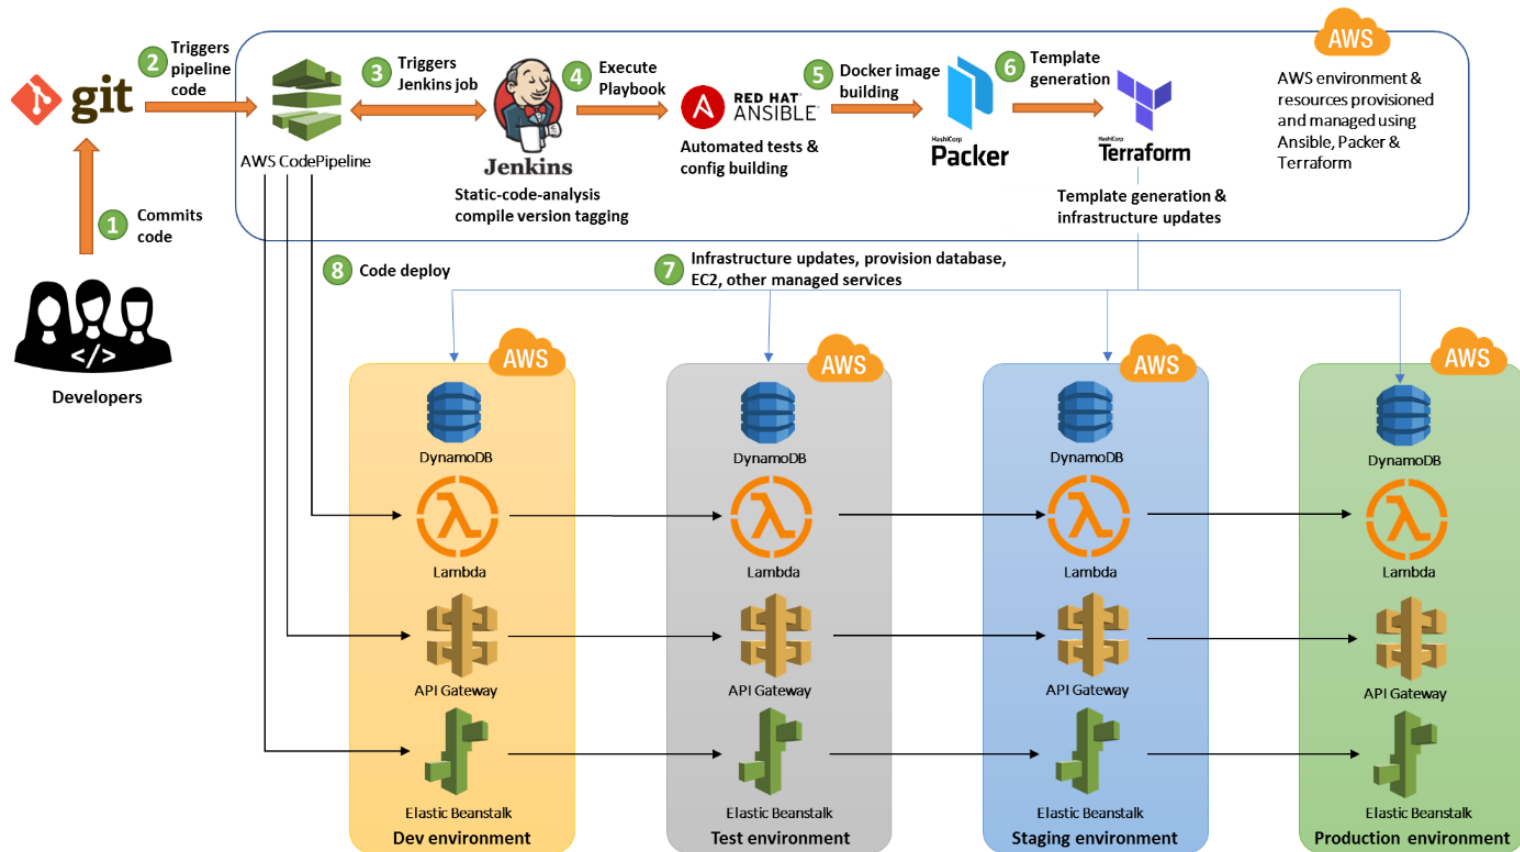 AWS
2
Triggers
pipeline
code
git
3
Triggers
Jenkins job
4
Execute
Playbook
5
Docker image
building
6
Template
generation
AWS environment &
resources provisioned
and managed using
Ansible, Packer &
Terraform
AWS CodePipeline
Jenkins
Static-code-analysis
compile version tagging
A
RED HAT
ANSIBLE
Automated tests &
config building
HashiCorp
Packer
HashiCorp
Terraform
Template generation &
infrastructure updates
1
Commits
code
</>
Developers
8
Code deploy
7
Infrastructure updates, provision database,
EC2, other managed services
AWS
DynamoDB
λ
Lambda
API Gateway
Elastic Beanstalk
Dev environment
AWS
DynamoDB
λ
Lambda
API Gateway
Elastic Beanstalk
Test environment
AWS
DynamoDB
λ
Lambda
API Gateway
Elastic Beanstalk
Staging environment
AWS
DynamoDB
λ
Lambda
API Gateway
Elastic Beanstalk
Production environment